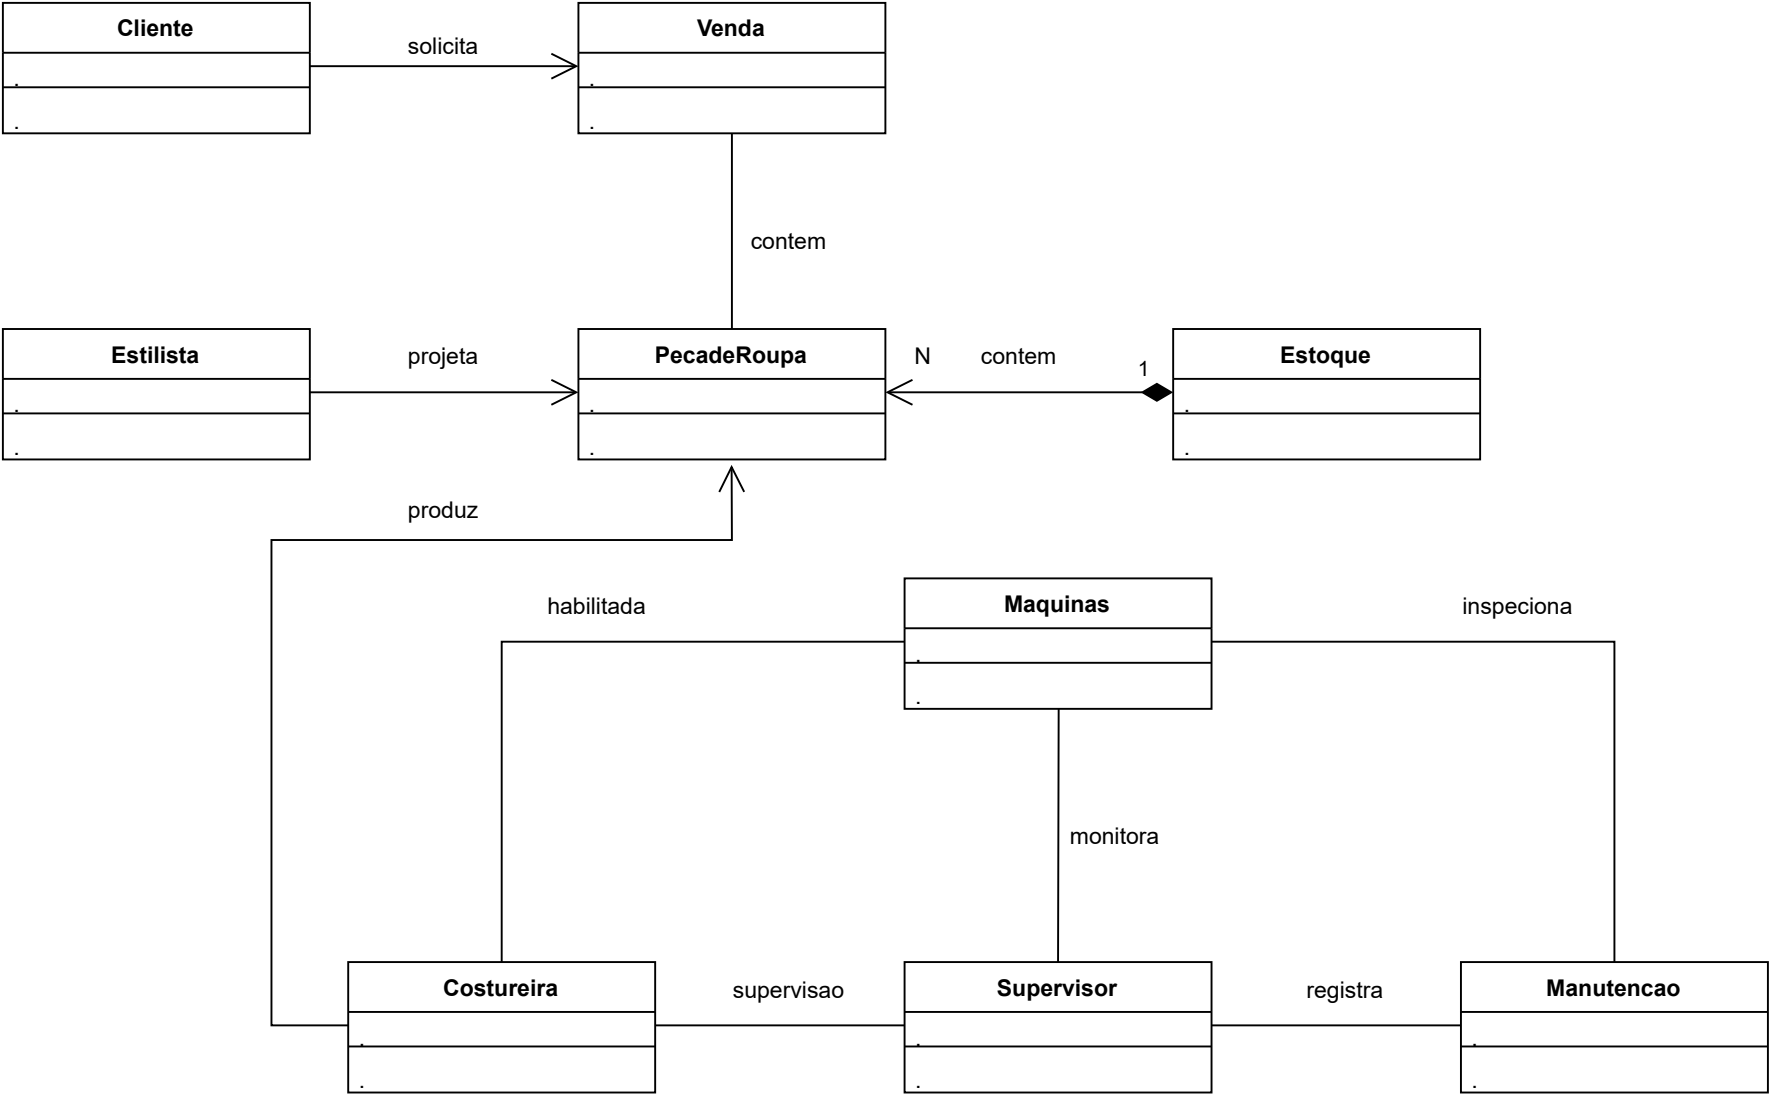 Cliente
solicita
Venda
.
.
.
.
contem
Estilista
projeta
PecadeRoupa
N
contem
1
Estoque
.
.
.
.
.
.
produz
habilitada
Maquinas
inspeciona
.
.
monitora
Costureira
supervisao
Supervisor
registra
Manutencao
.
.
.
.
.
.